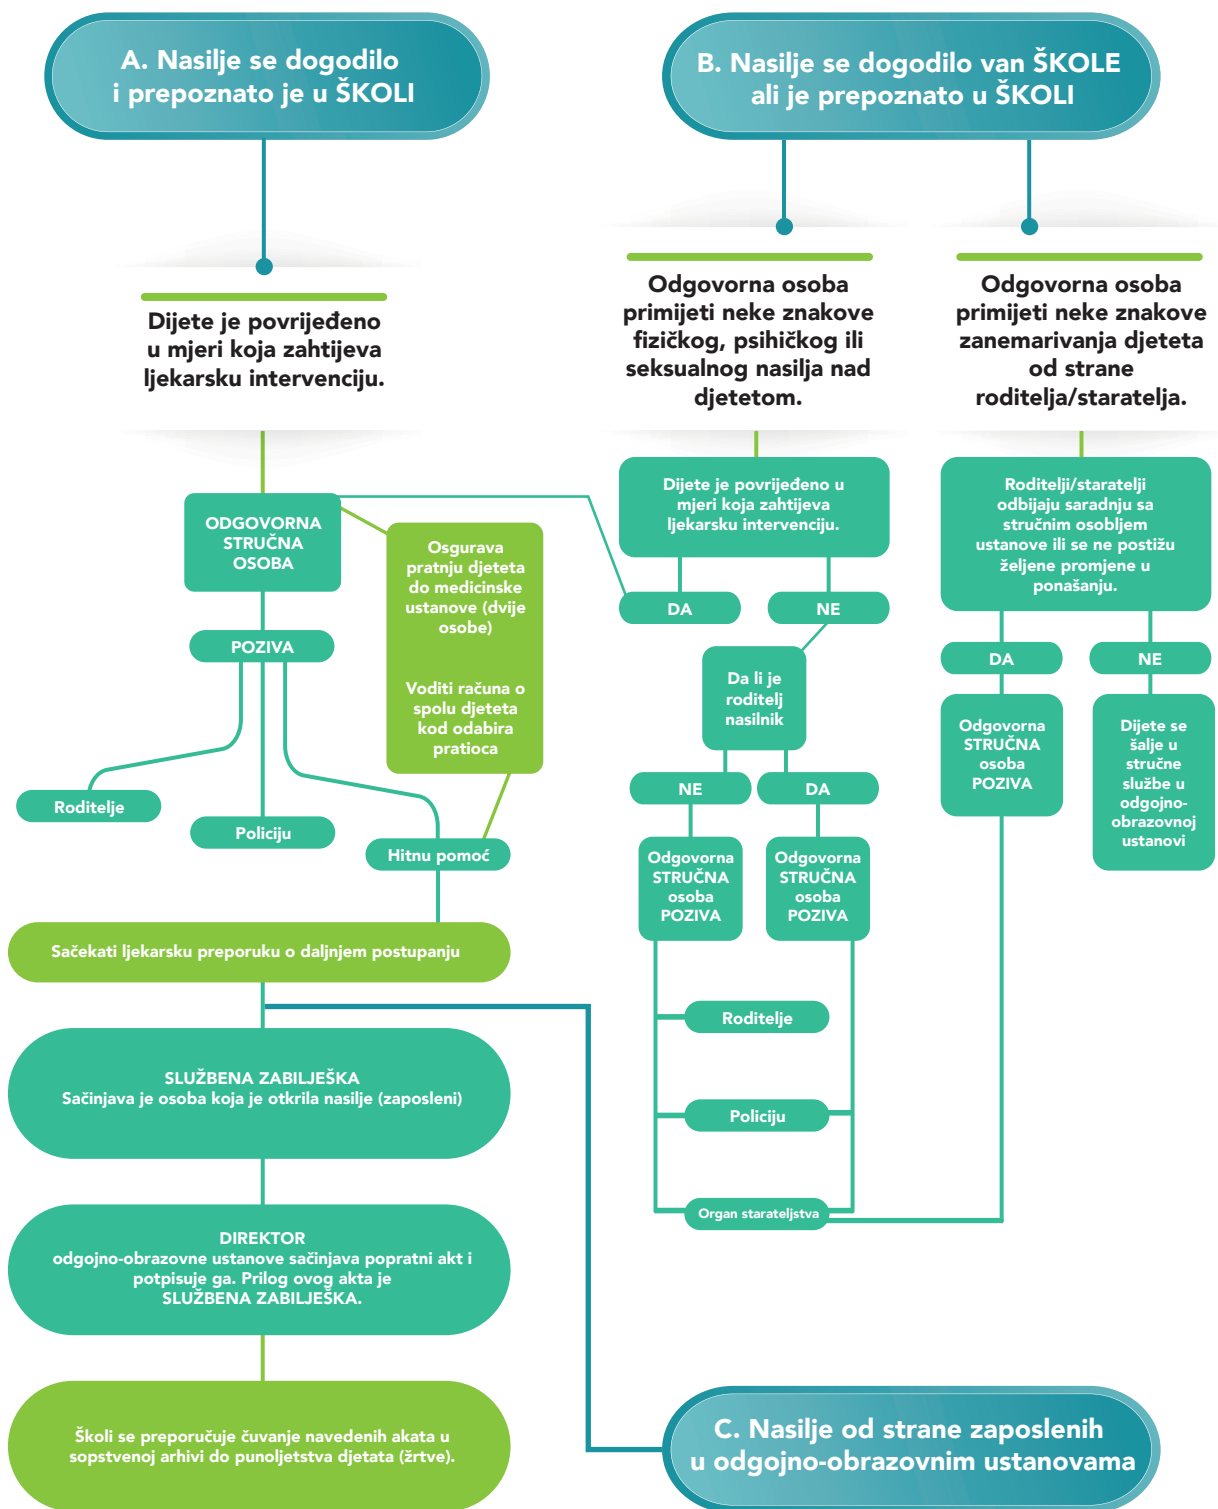 A. Nasilje se dogodilo
i prepoznato je u ŠKOLI
Dijete je povrijeđeno
u mjeri koja zahtijeva
ljekarsku intervenciju.
ODGOVORNA
STRUČNA
OSOBA
Osgurava
pratnju djeteta
do medicinske
ustanove (dvije
osobe)
Voditi računa o
spolu djeteta
kod odabira
pratioca
POZIVA
Roditelje
Policiju
Hitnu pomoć
Sačekati ljekarsku preporuku o daljnjem postupanju
SLUŽBENA ZABILJEŠKA
Sačinjava je osoba koja je otkrila nasilje (zaposleni)
DIREKTOR
odgojno-obrazovne ustanove sačinjava popratni akt i
potpisuje ga. Prilog ovog akta je
SLUŽBENA ZABILJEŠKA.
Školi se preporučuje čuvanje navedenih akata u
sopstvenoj arhivi do punoljetstva djetata (žrtve).
B. Nasilje se dogodilo van ŠKOLE
ali je prepoznato u ŠKOLI
Odgovorna osoba
primijeti neke znakove
fizičkog, psihičkog ili
seksualnog nasilja nad
djetetom.
Dijete je povrijeđeno u
mjeri koja zahtijeva
ljekarsku intervenciju.
DA
NE
Da li je
roditelj
nasilnik
NE
DA
Odgovorna
STRUČNA
osoba
POZIVA
Odgovorna
STRUČNA
osoba
POZIVA
Roditelje
Policiju
Organ starateljstva
Odgovorna osoba
primijeti neke znakove
zanemarivanja djeteta
od strane
roditelja/staratelja.
Roditelji/staratelji
odbijaju saradnju sa
stručnim osobljem
ustanove ili se ne postižu
željene promjene u
ponašanju.
DA
NE
Odgovorna
STRUČNA
osoba
POZIVA
Dijete se
šalje u
stručne
službe u
odgojno-
obrazovnoj
ustanovi
C. Nasilje od strane zaposlenih
u odgojno-obrazovnim ustanovama